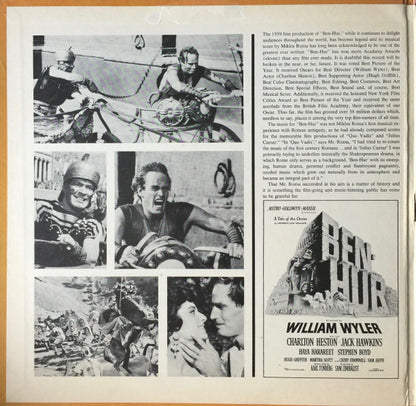 The 1959 film production of "Ben-Hur" while it continues to delight
audiences throughout the world, has become legend and its musical
score by Miklos Rozsa has long been acknowledged to be one of the
greatest ever written. "Ben-Hur" has won more Academy Awards
(eleven) than any film ever made. It is doubtful this record will be
broken in the near, or far, future. It was voted Best Picture of the
Year. It received Oscars for Best Director (William Wyler), Best
Actor (Charlton Heston), Best Supporting Actor (Hugh Griffith),
Best Color Cinematography, Best Editing, Best Costumes, Best Art
Direction, Best Special Effects, Best Sound and, of course, Best
Musical Score. Additionally, it received the honored New York Film
Critics Award as Best Picture of the Year and received the same
accolade from the British Film Academy, their equivalent of our
Oscar. Thus far, the film has grossed over 58 million dollars which,
needless to say, places it among the very top film-earners of all time.
The music for "Ben-Hur" was not Miklos Rozsa's first musical ex-
perience with Roman antiquity, as he had already composed scores
for the memorable film productions of "Quo Vadis" and "Julius
Caesar." "In 'Quo Vadis'," says Mr. Rozsa, "I had tried to re-create
the music of the first century Romans . . . and in 'Julius Caesar' I was
primarily trying to underline musically the Shakespearean drama, in
which Rome only serves as a background. 'Ben-Hur' with its sweep-
ing, human drama, personal conflict and flamboyant pageantry,
needed music which grew out naturally from its atmosphere and
became an integral part of it."
That Mr. Rozsa succeeded in his aim is a matter of history and
it is something the film-going and music-listening public has come
to be grateful for.
METRO-GOLDWYN-MAYER
A Tale of the Christ
BEN-
HUR
WILLIAM WYLER
CHARLTON HESTON JACK HAWKINS
HAYA HARAREET STEPHEN BOYD
HUGH GRIFFITH MARTHA SCOTT CATHY O'DONNELL SAM JAFFE
KARL TUNBERG SAM ZIMBALIST